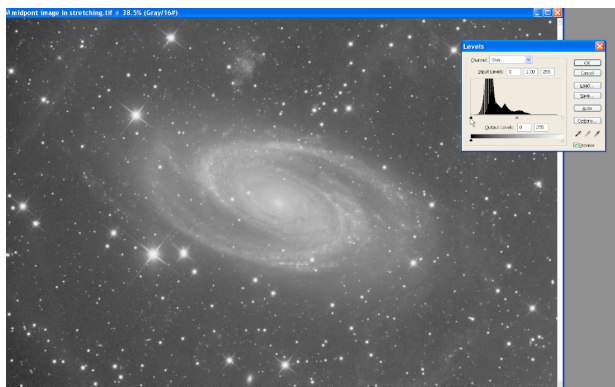 midpont image in stretching.tif @ 38.5% (Gray/16#)
Levels
Channel: Gray
OK
Input Levels: 0 1.00 255
Cancel
Load...
Save...
Auto
Options...
Output Levels: 0 255
Preview